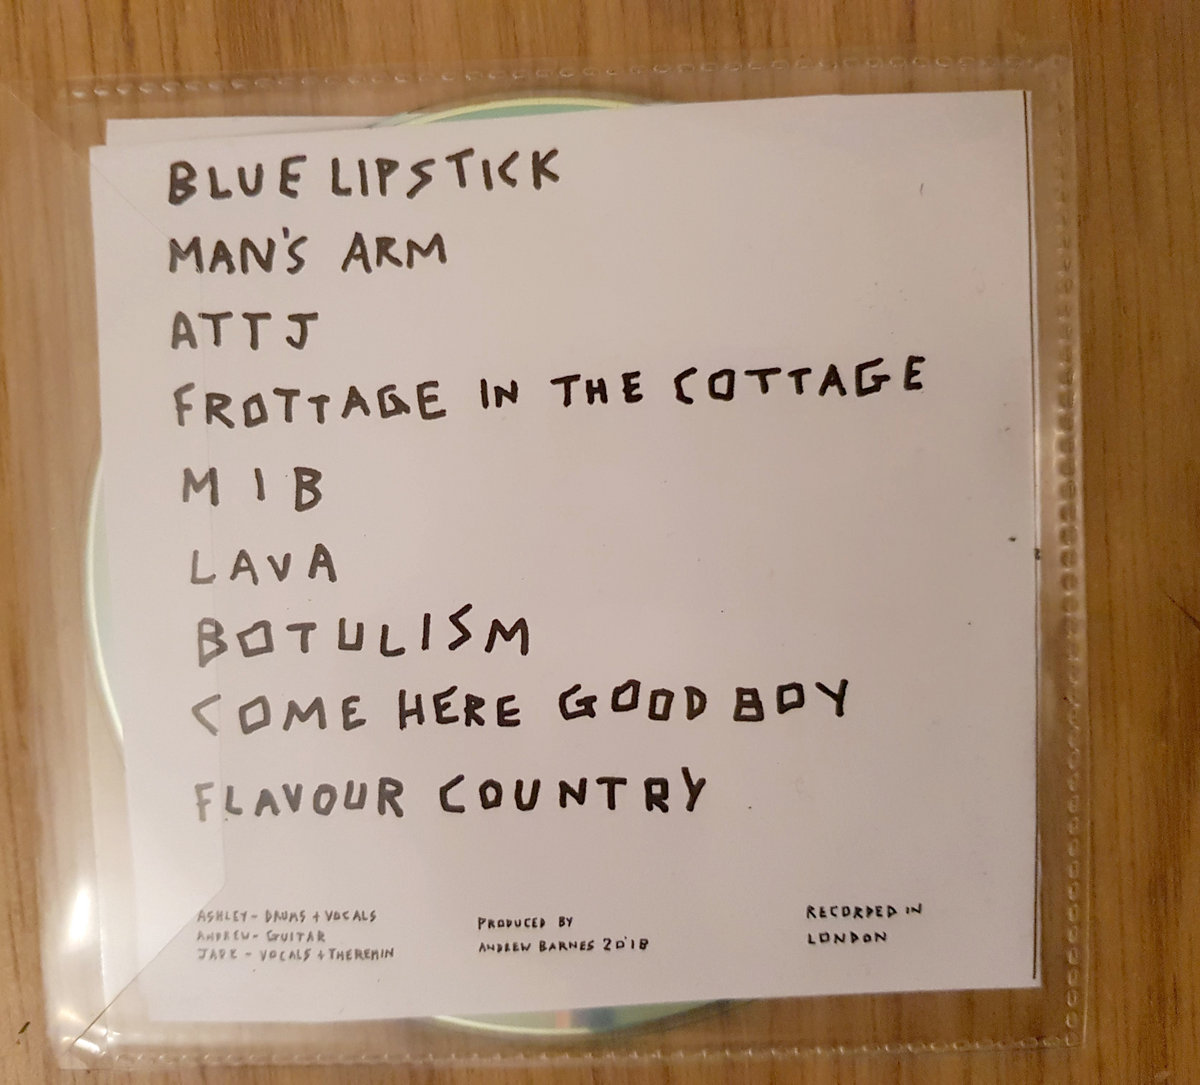 BLUE LIPSTICK
MAN'S ARM
ATTJ
FROTTAGE IN THE COTTAGE
MIB
LAVA
BOTULISM
COME HERE GOOD BOY
FLAVOUR COUNTRY
ASHLEY - DRUMS + VOCALS
ANDREW - GUITAR
JADE - VOCALS + THEREMIN
PRODUCED BY
ANDREW BARNES 2018
RECORDED IN
LONDON